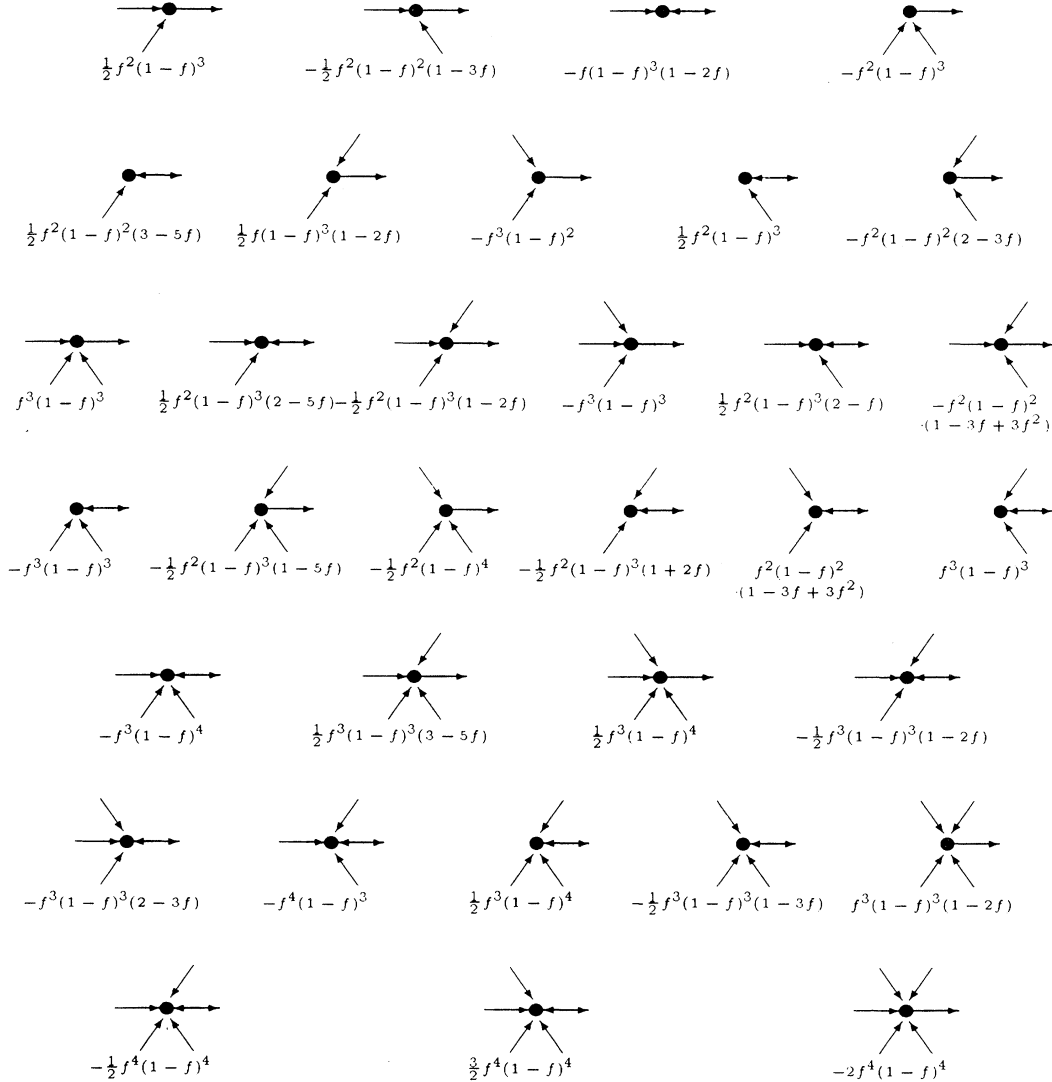 ½f²(1 − f)³ −½f²(1 − f)²(1 − 3f) −f(1 − f)³(1 − 2f) −f²(1 − f)³
½f²(1 − f)²(3 − 5f) ½f(1 − f)³(1 − 2f) −f³(1 − f)² ½f²(1 − f)³ −f²(1 − f)²(2 − 3f)
f³(1 − f)³ ½f²(1 − f)³(2 − 5f) −½f²(1 − f)³(1 − 2f) −f³(1 − f)³ ½f²(1 − f)³(2 − f) −f²(1 − f)²
·(1 − 3f + 3f²)
−f³(1 − f)³ −½f²(1 − f)³(1 − 5f) −½f²(1 − f)⁴ −½f²(1 − f)³(1 + 2f) f²(1 − f)² f³(1 − f)³
·(1 − 3f + 3f²)
−f³(1 − f)⁴ ½f³(1 − f)³(3 − 5f) ½f³(1 − f)⁴ −½f³(1 − f)³(1 − 2f)
−f³(1 − f)³(2 − 3f) −f⁴(1 − f)³ ½f³(1 − f)⁴ −½f³(1 − f)³(1 − 3f) f³(1 − f)³(1 − 2f)
−½f⁴(1 − f)⁴ 3/2f⁴(1 − f)⁴ −2f⁴(1 − f)⁴